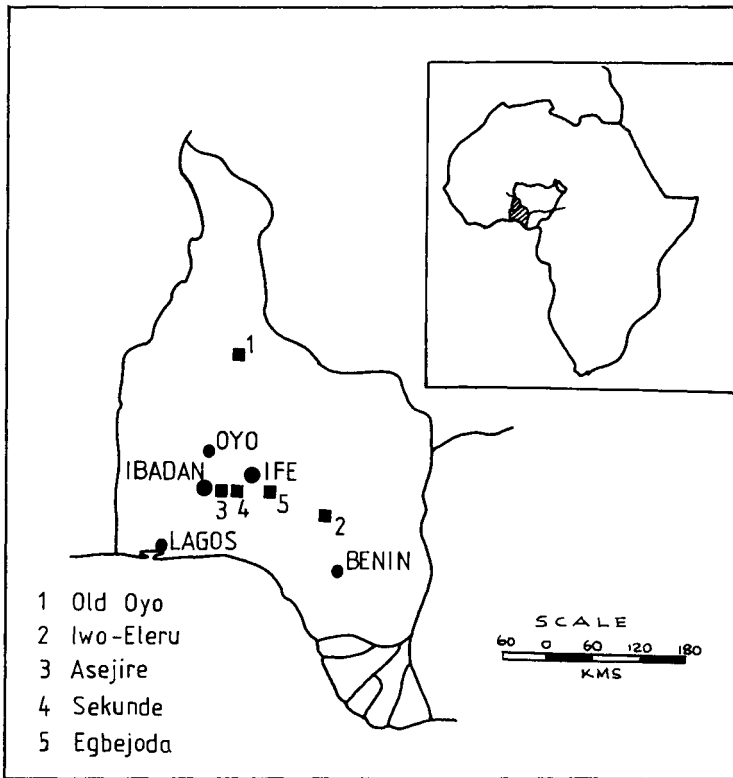 1
OYO
IBADAN
IFE
3 4 5
2
LAGOS
BENIN
1 Old Oyo
2 Iwo-Eleru
3 Asejire
4 Sekunde
5 Egbejoda
SCALE
60 0 60 120 180
KMS